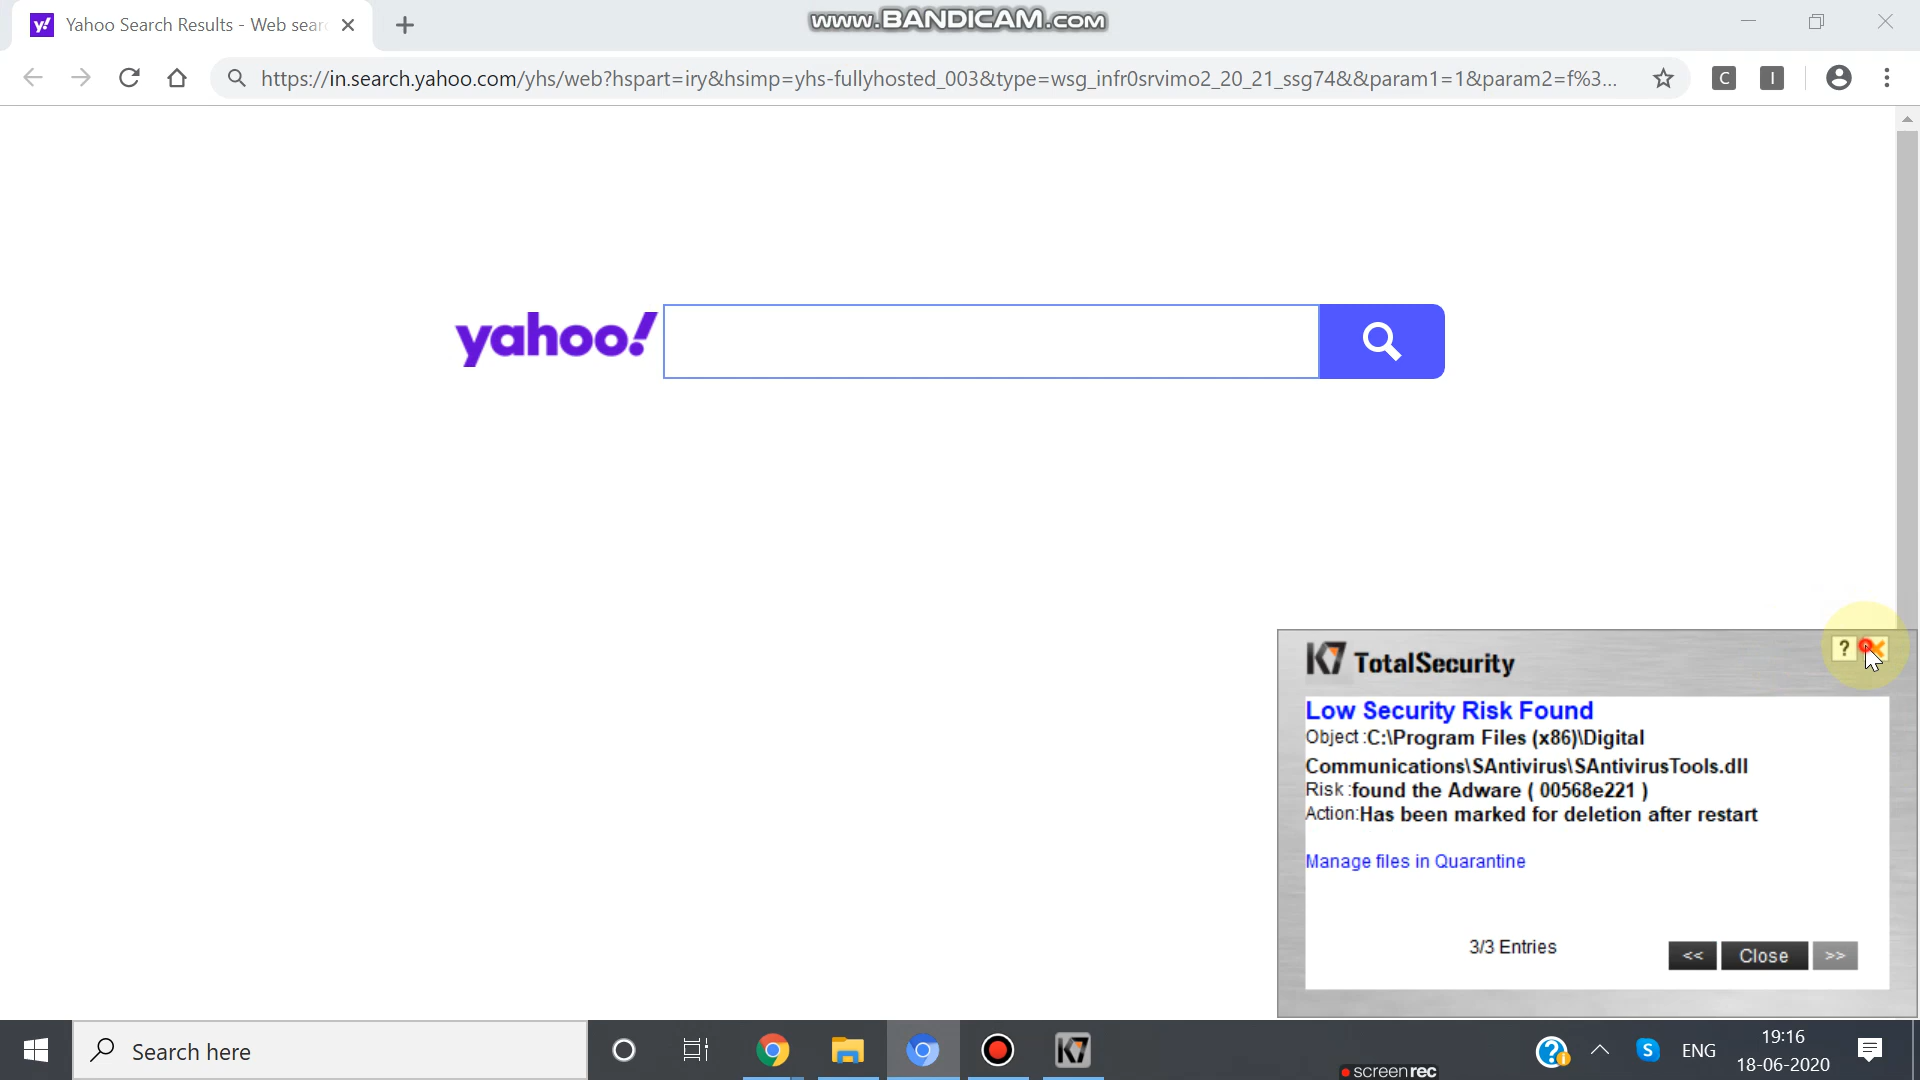 y! Yahoo Search Results - Web sear
www.BANDICAM.com
https://in.search.yahoo.com/yhs/web?hspart=iry&hsimp=yhs-fullyhosted_003&type=wsg_infr0srvimo2_20_21_ssg74&&param1=1&param2=f%3...
C
I
yahoo!
K7 TotalSecurity
?
Low Security Risk Found
Object :C:\Program Files (x86)\Digital
Communications\SAntivirus\SAntivirusTools.dll
Risk :found the Adware ( 00568e221 )
Action:Has been marked for deletion after restart
Manage files in Quarantine
3/3 Entries
<< Close >>
Search here
K7
?
S
ENG
19:16
18-06-2020
screenrec